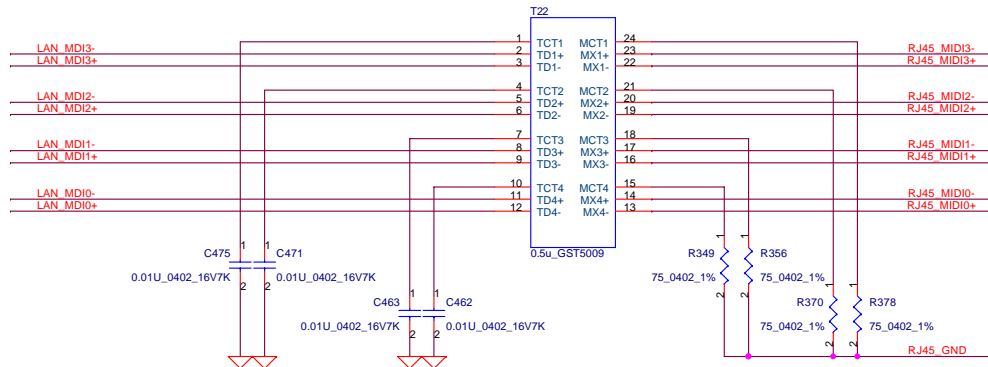 T22
1 TCT1 MCT1 24
LAN_MDI3- 2 TD1+ MX1+ 23 RJ45_MIDI3-
LAN_MDI3+ 3 TD1- MX1- 22 RJ45_MIDI3+
4 TCT2 MCT2 21
LAN_MDI2- 5 TD2+ MX2+ 20 RJ45_MIDI2-
LAN_MDI2+ 6 TD2- MX2- 19 RJ45_MIDI2+
7 TCT3 MCT3 18
LAN_MDI1- 8 TD3+ MX3+ 17 RJ45_MIDI1-
LAN_MDI1+ 9 TD3- MX3- 16 RJ45_MIDI1+
10 TCT4 MCT4 15
LAN_MDI0- 11 TD4+ MX4+ 14 RJ45_MIDI0-
LAN_MDI0+ 12 TD4- MX4- 13 RJ45_MIDI0+
0.5u_GST5009
1 C475 1 C471
0.01U_0402_16V7K 0.01U_0402_16V7K
2 2
1 C463 1 C462
0.01U_0402_16V7K 0.01U_0402_16V7K
2 2
R349 1 1 R356
75_0402_1% 75_0402_1%
2 2
1 1
R370 R378
75_0402_1% 75_0402_1%
2 2
RJ45_GND